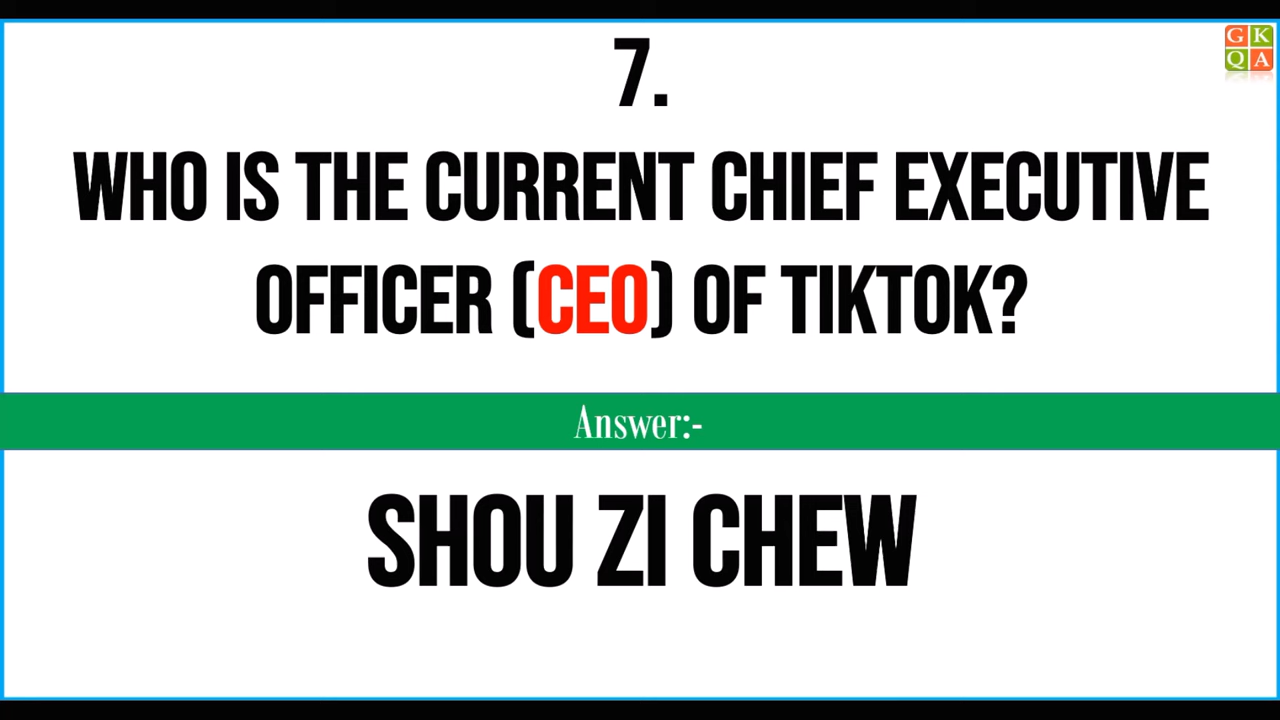 G K
Q A
7.
WHO IS THE CURRENT CHIEF EXECUTIVE
OFFICER (CEO) OF TIKTOK?
Answer:-
SHOU ZI CHEW